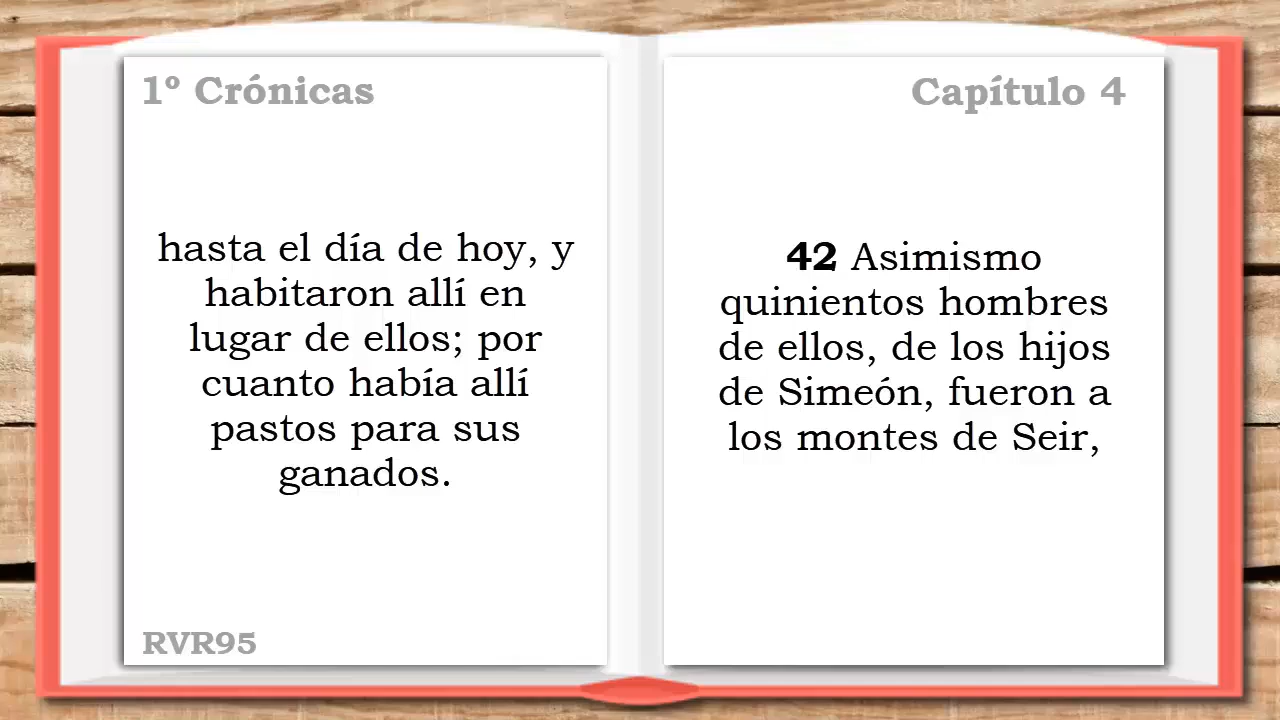 1º Crónicas
hasta el día de hoy, y
habitaron allí en
lugar de ellos; por
cuanto había allí
pastos para sus
ganados.
RVR95
Capítulo 4
42 Asimismo
quinientos hombres
de ellos, de los hijos
de Simeón, fueron a
los montes de Seir,